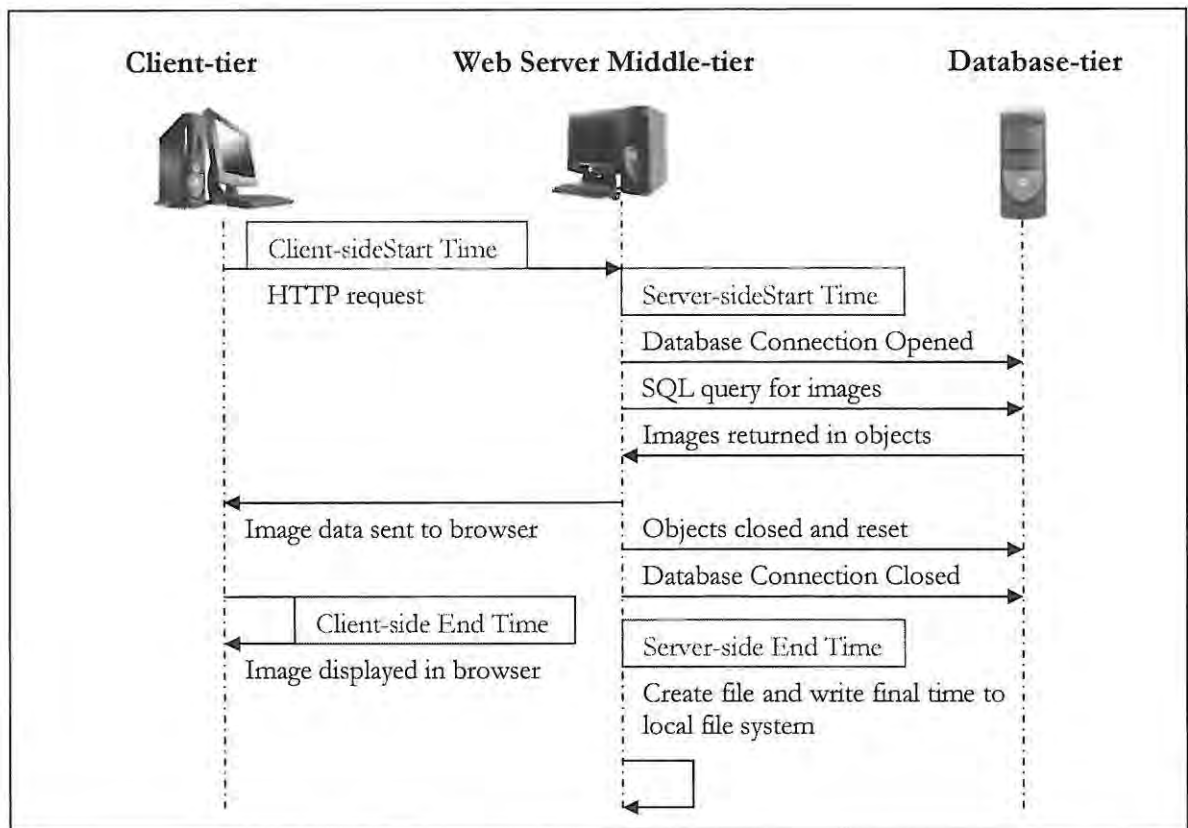 Client-tier
Web Server Middle-tier
Database-tier
Client-sideStart Time
HTTP request
Server-sideStart Time
Database Connection Opened
SQL query for images
Images returned in objects
Image data sent to browser
Objects closed and reset
Database Connection Closed
Client-side End Time
Server-side End Time
Image displayed in browser
Create file and write final time to
local file system